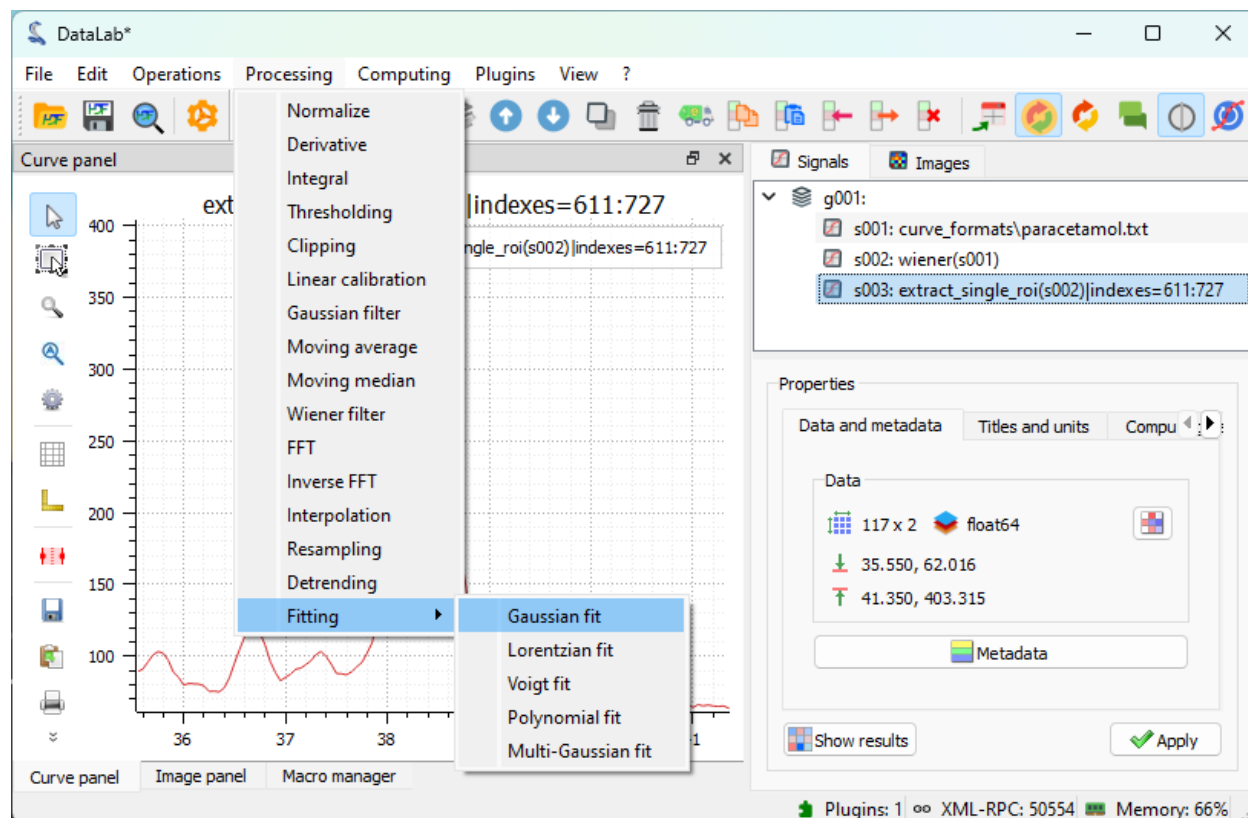 DataLab*
File Edit Operations Processing Computing Plugins View ?
Curve panel
ext
|indexes=611:727
ngle_roi(s002)|indexes=611:727
400
350
300
250
200
150
100
36 37 38
1
Normalize
Derivative
Integral
Thresholding
Clipping
Linear calibration
Gaussian filter
Moving average
Moving median
Wiener filter
FFT
Inverse FFT
Interpolation
Resampling
Detrending
Fitting
Gaussian fit
Lorentzian fit
Voigt fit
Polynomial fit
Multi-Gaussian fit
Curve panel Image panel Macro manager
Signals Images
g001:
s001: curve_formats\paracetamol.txt
s002: wiener(s001)
s003: extract_single_roi(s002)|indexes=611:727
Properties
Data and metadata Titles and units Compu
Data
117 x 2 float64
35.550, 62.016
41.350, 403.315
Metadata
Show results Apply
Plugins: 1 XML-RPC: 50554 Memory: 66%